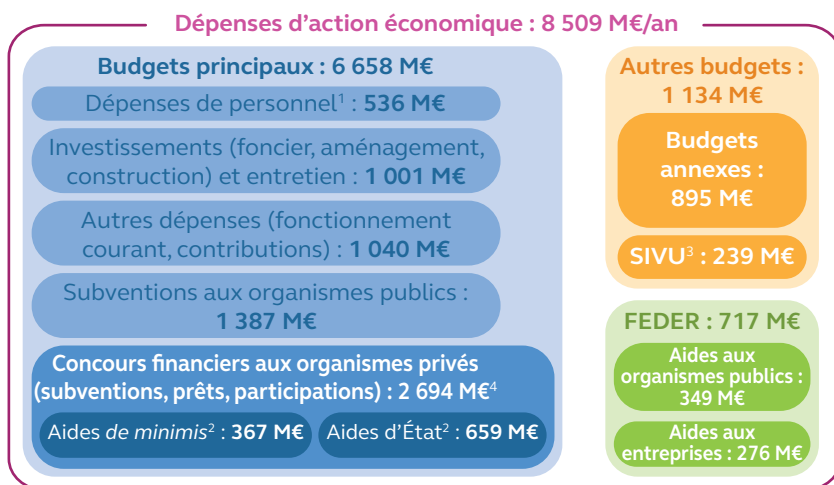 Dépenses d’action économique : 8 509 M€/an
Budgets principaux : 6 658 M€
Dépenses de personnel¹ : 536 M€
Investissements (foncier, aménagement,
construction) et entretien : 1 001 M€
Autres dépenses (fonctionnement
courant, contributions) : 1 040 M€
Subventions aux organismes publics :
1 387 M€
Concours financiers aux organismes privés
(subventions, prêts, participations) : 2 694 M€⁴
Aides de minimis² : 367 M€
Aides d’État² : 659 M€
Autres budgets :
1 134 M€
Budgets
annexes :
895 M€
SIVU³ : 239 M€
FEDER : 717 M€
Aides aux
organismes publics :
349 M€
Aides aux
entreprises : 276 M€